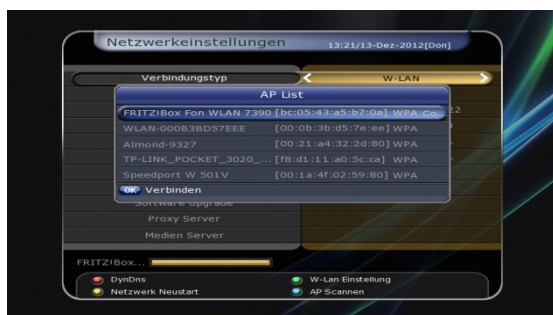 Netzwerkeinstellungen 13:21/13-Dez-2012[Don]
Verbindungstyp W-LAN
AP List
FRITZ!Box Fon WLAN 7390 [bc:05:43:a5:b7:0a] WPA Co...
WLAN-000B3BD57EEE [00:0b:3b:d5:7e:ee] WPA
Almond-9327 [00:21:a4:32:2d:80] WPA
TP-LINK_POCKET_3020_... [f8:d1:11:a0:5c:ca] WPA
Speedport W 501V [00:1a:4f:02:59:80] WPA
OK Verbinden
Software Upgrade
Proxy Server
Medien Server
FRITZ!Box...
DynDns W-Lan Einstellung
Netzwerk Neustart AP Scannen